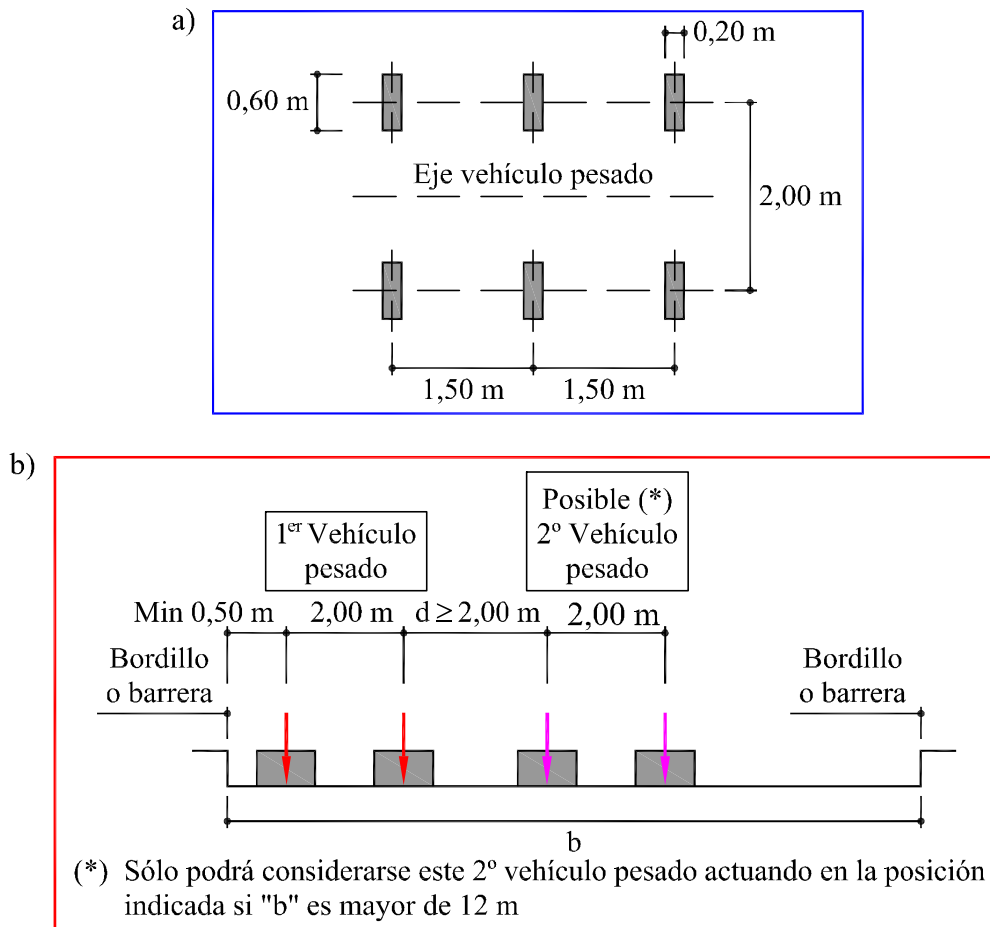 a)
0,20 m
0,60 m
Eje vehículo pesado
2,00 m
1,50 m
1,50 m
b)
1er Vehículo
pesado
Posible (*)
2º Vehículo
pesado
Min 0,50 m
2,00 m
d ≥ 2,00 m
2,00 m
Bordillo
o barrera
Bordillo
o barrera
b
(*) Sólo podrá considerarse este 2º vehículo pesado actuando en la posición
indicada si "b" es mayor de 12 m